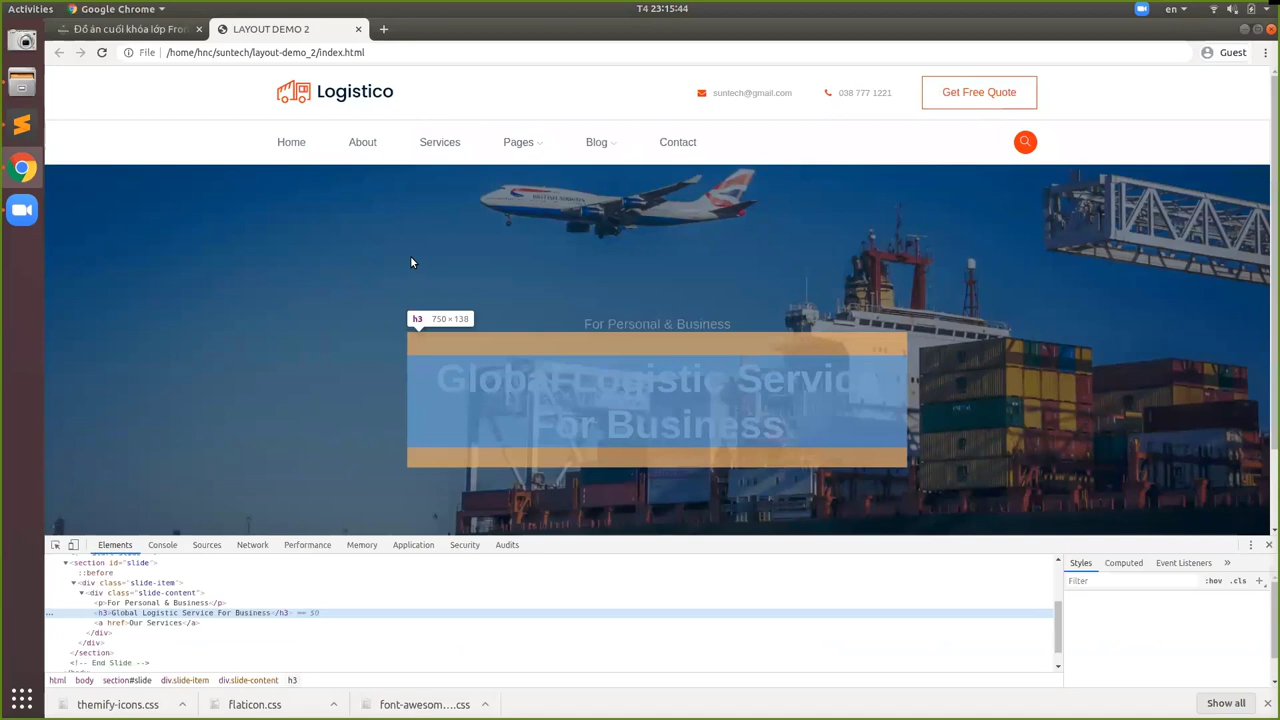 Activities
Google Chrome
T4 23:15:44
en
Đồ án cuối khóa lớp Fron
LAYOUT DEMO 2
File
/home/hnc/suntech/layout-demo_2/index.html
Guest
Logistico
suntech@gmail.com
038 777 1221
Get Free Quote
Home
About
Services
Pages
Blog
Contact
BRITISH AIRWAYS
h3 750 × 138
For Personal & Business
Global Logistic Service
For Business
Elements
Console
Sources
Network
Performance
Memory
Application
Security
Audits
<section id="slide">
::before
<div class="slide-item">
<div class="slide-content">
<p>For Personal & Business</p>
<h3>Global Logistic Service For Business</h3> == $0
<a href>Our Services</a>
</div>
</div>
</section>
<!-- End Slide -->
html
body
section#slide
div.slide-item
div.slide-content
h3
Styles
Computed
Event Listeners
Filter
:hov
.cls
themify-icons.css
flaticon.css
font-awesom....css
Show all